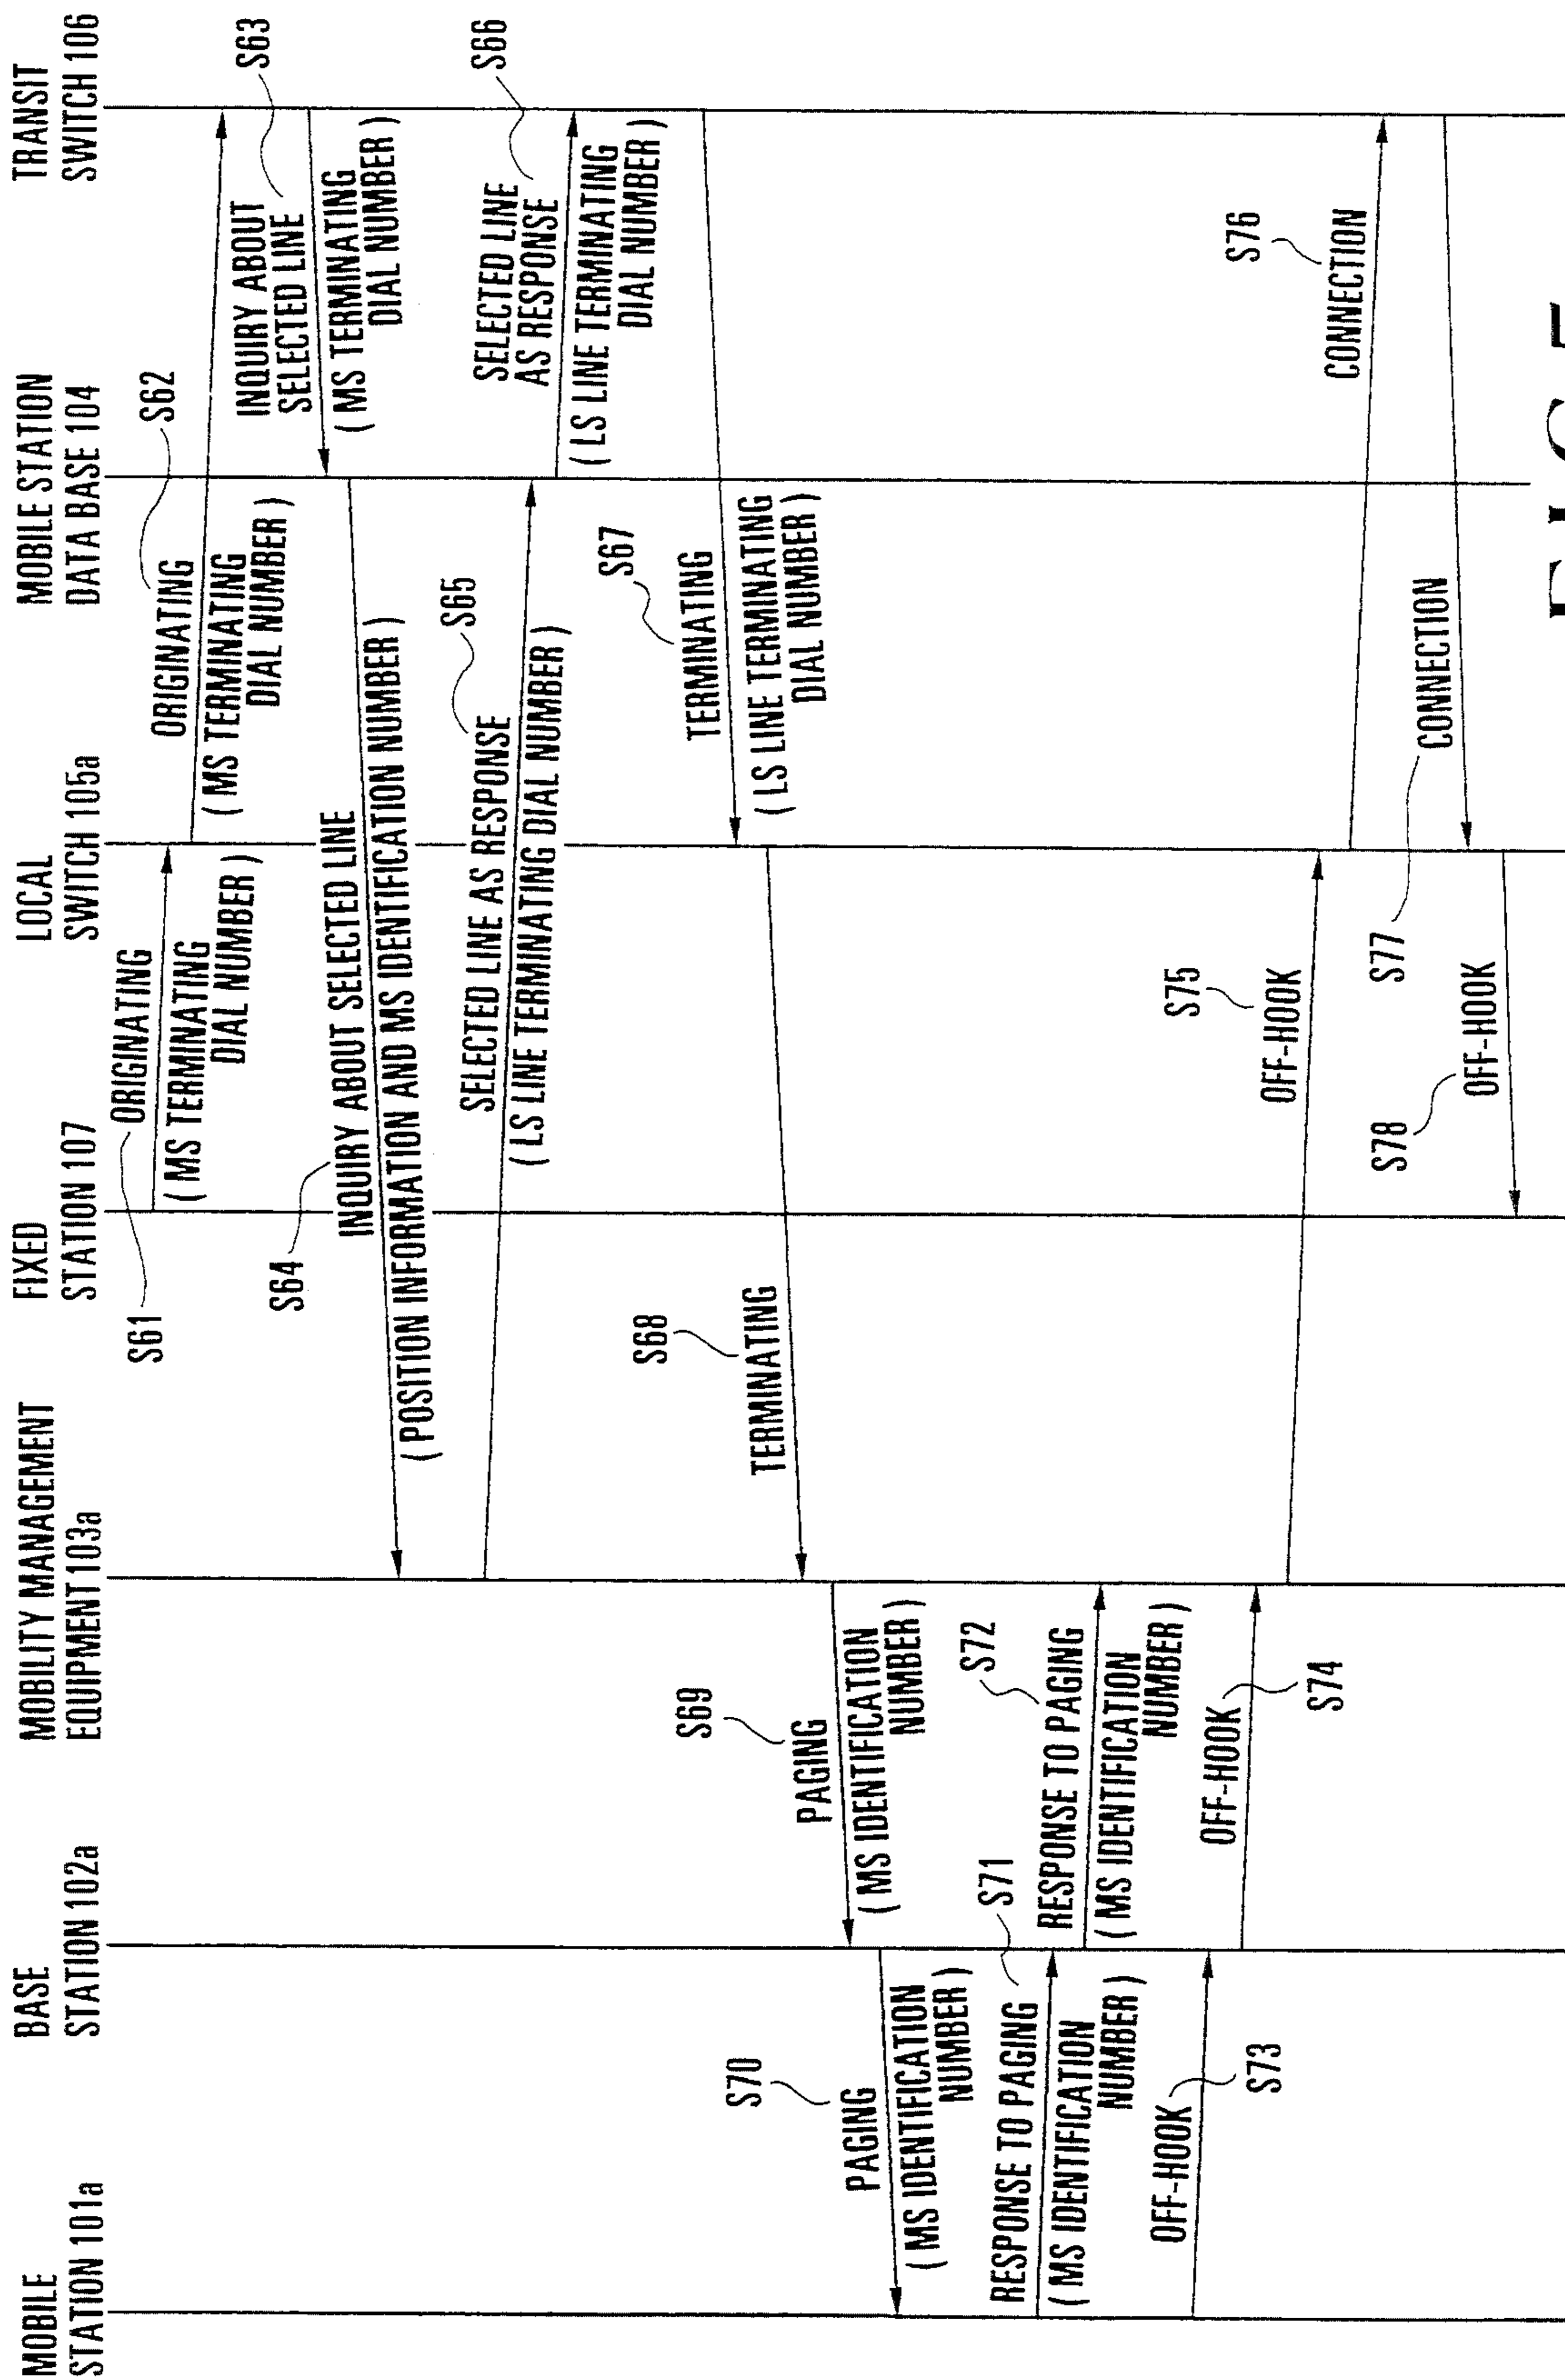 MOBILE
STATION 101a
BASE
STATION 102a
MOBILITY MANAGEMENT
EQUIPMENT 103a
FIXED
STATION 107
LOCAL
SWITCH 105a
MOBILE STATION
DATA BASE 104
TRANSIT
SWITCH 106
S61
ORIGINATING
( MS TERMINATING
DIAL NUMBER )
S62
ORIGINATING
( MS TERMINATING
DIAL NUMBER )
S63
INQUIRY ABOUT
SELECTED LINE
( MS TERMINATING
DIAL NUMBER )
S64
INQUIRY ABOUT SELECTED LINE
( POSITION INFORMATION AND MS IDENTIFICATION NUMBER )
S65
SELECTED LINE AS RESPONSE
( LS LINE TERMINATING DIAL NUMBER )
S66
SELECTED LINE
AS RESPONSE
( LS LINE TERMINATING
DIAL NUMBER )
S67
TERMINATING
( LS LINE TERMINATING
DIAL NUMBER )
S68
TERMINATING
S69
PAGING
( MS IDENTIFICATION
NUMBER )
S70
PAGING
( MS IDENTIFICATION
NUMBER )
S71
RESPONSE TO PAGING
( MS IDENTIFICATION
NUMBER )
S72
RESPONSE TO PAGING
( MS IDENTIFICATION
NUMBER )
OFF-HOOK
S73
OFF-HOOK
S74
S75
OFF-HOOK
S76
CONNECTION
S77
CONNECTION
S78
OFF-HOOK